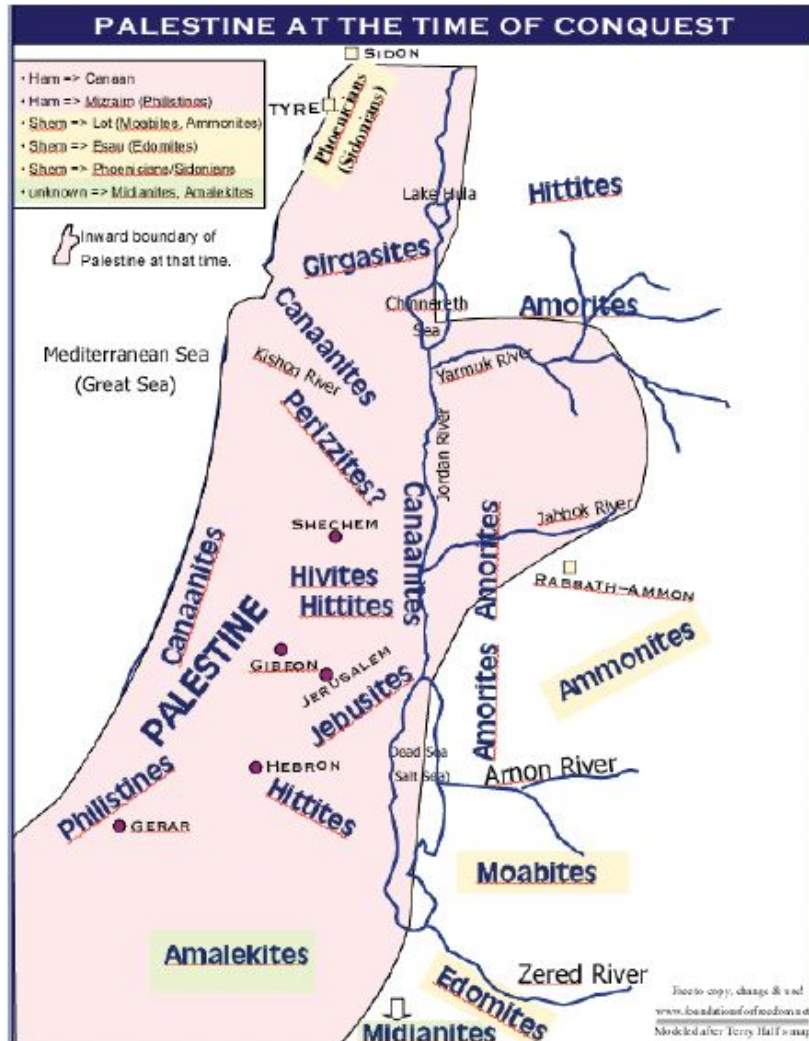 PALESTINE AT THE TIME OF CONQUEST
SIDON
• Ham => Canaan
• Ham => Mizraim (Philistines)
• Shem => Lot (Moabites, Ammonites)
• Shem => Esau (Edomites)
• Shem => Phoenicians/Sidonians
• unknown => Midianites, Amalekites
TYRE
Phoenicians
(Sidonians)
Inward boundary of
Palestine at that time.
Lake Hula
Hittites
Girgasites
Chinnereth
Sea
Amorites
Canaanites
Mediterranean Sea
(Great Sea)
Kishon River
Yarmuk River
Perizzites?
Jordan River
Canaanites
SHECHEM
Jabbok River
Amorites
Canaanites
Hivites
Hittites
RABBATH-AMMON
PALESTINE
GIBEON
JERUSALEM
Jebusites
Amorites
Ammonites
Dead Sea
Salt Sea)
Arnon River
HEBRON
Philistines
Hittites
GERAR
Moabites
Amalekites
Zered River
Edomites
Midianites
Free to copy, change & use!
www.foundationsforfreedom.net
Modeled after Terry Hall's map